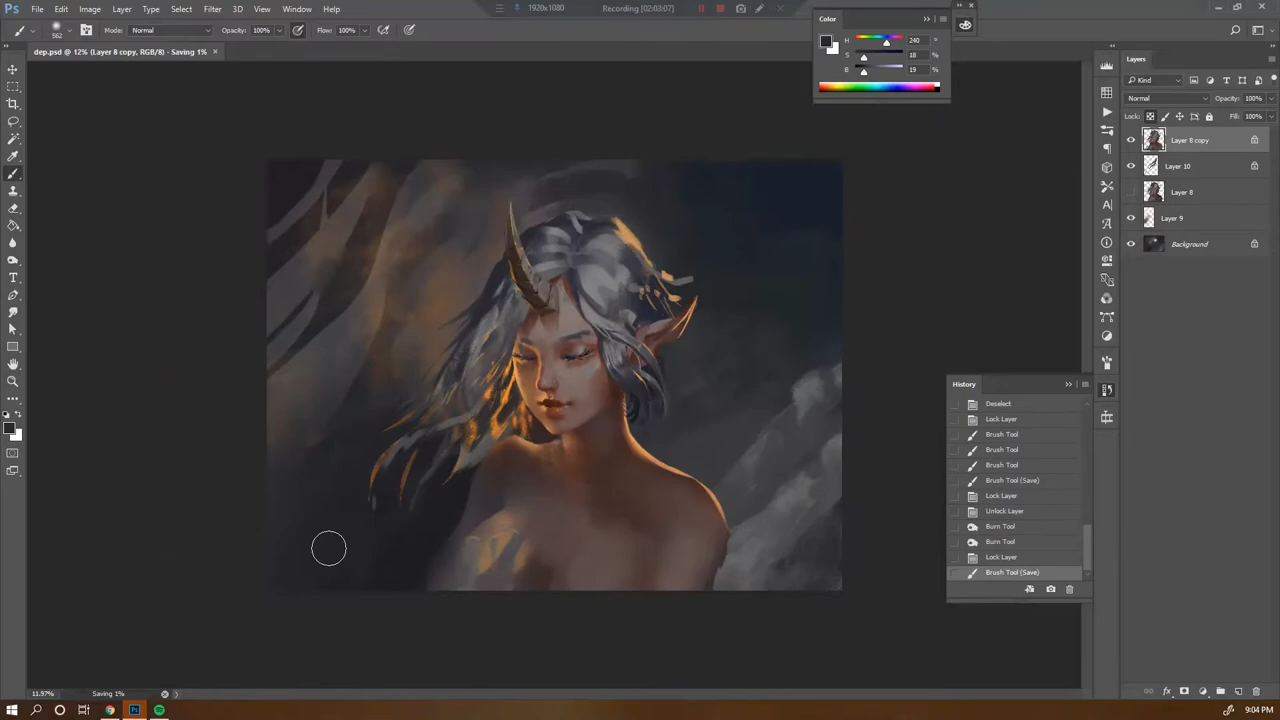 Ps File Edit Image Layer Type Select Filter 3D View Window Help
1920x1080 Recording [02:03:07]
562 Mode: Normal Opacity: 100% Flow: 100%
Color
H 240 °
S 18 %
B 19 %
dep.psd @ 12% (Layer 8 copy, RGB/8) - Saving 1% ×
Layers
Kind
Normal Opacity: 100%
Lock: Fill: 100%
Layer 8 copy
Layer 10
Layer 8
Layer 9
Background
History
Deselect
Lock Layer
Brush Tool
Brush Tool
Brush Tool
Brush Tool (Save)
Lock Layer
Unlock Layer
Burn Tool
Burn Tool
Lock Layer
Brush Tool (Save)
11.97% Saving 1%
Ps 9:04 PM